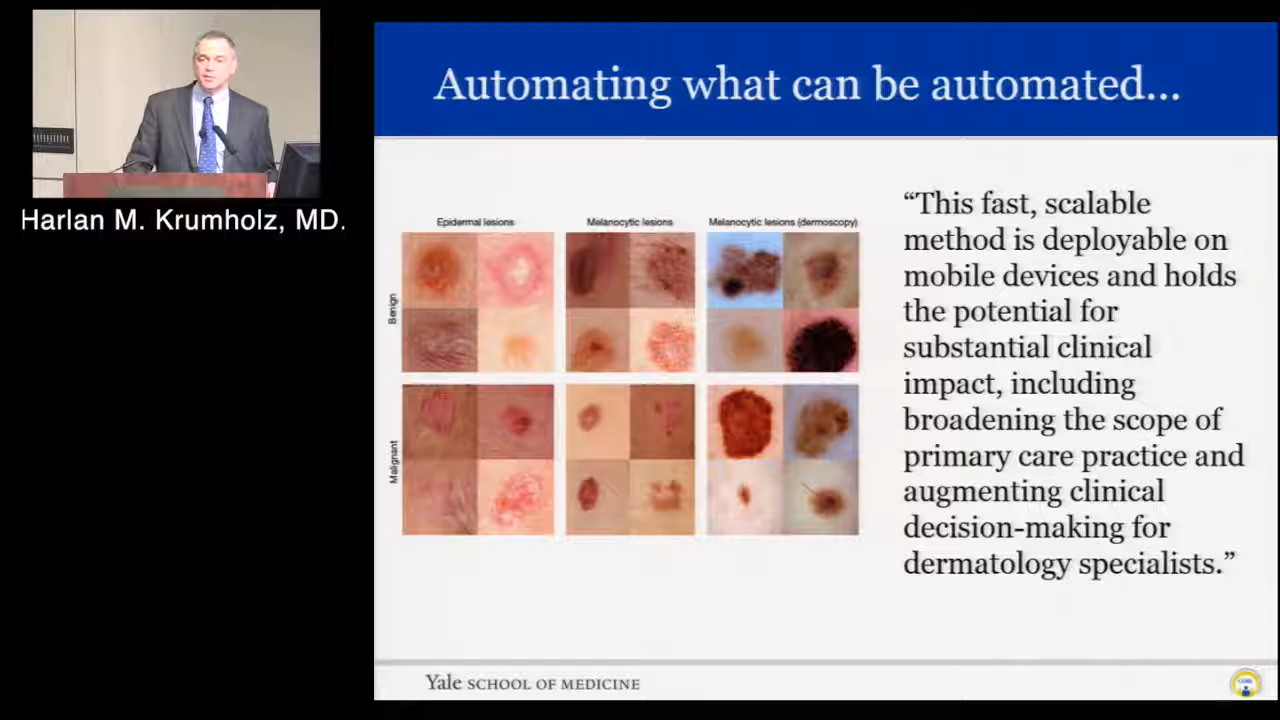 Harlan M. Krumholz, MD.
Automating what can be automated...
Epidermal lesions
Melanocytic lesions
Melanocytic lesions (dermoscopy)
Benign
Malignant
“This fast, scalable
method is deployable on
mobile devices and holds
the potential for
substantial clinical
impact, including
broadening the scope of
primary care practice and
augmenting clinical
decision-making for
dermatology specialists.”
Yale SCHOOL OF MEDICINE